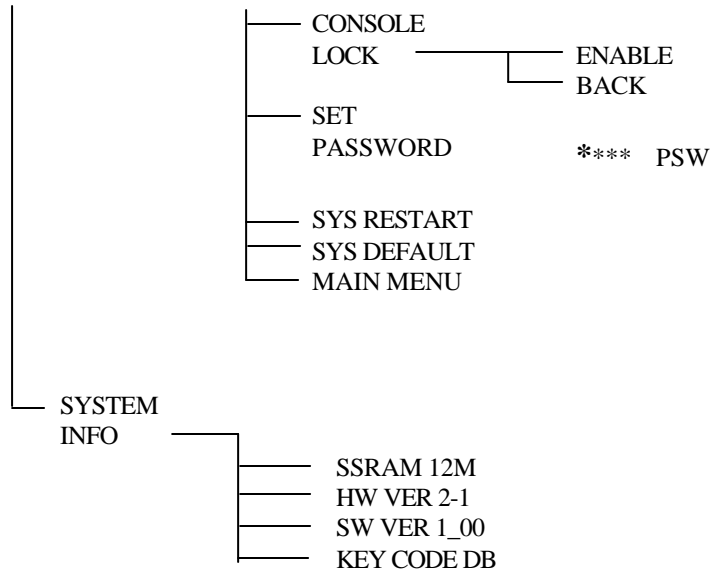 CONSOLE
LOCK
ENABLE
BACK
SET
PASSWORD
**** PSW
SYS RESTART
SYS DEFAULT
MAIN MENU
SYSTEM
INFO
SSRAM 12M
HW VER 2-1
SW VER 1_00
KEY CODE DB